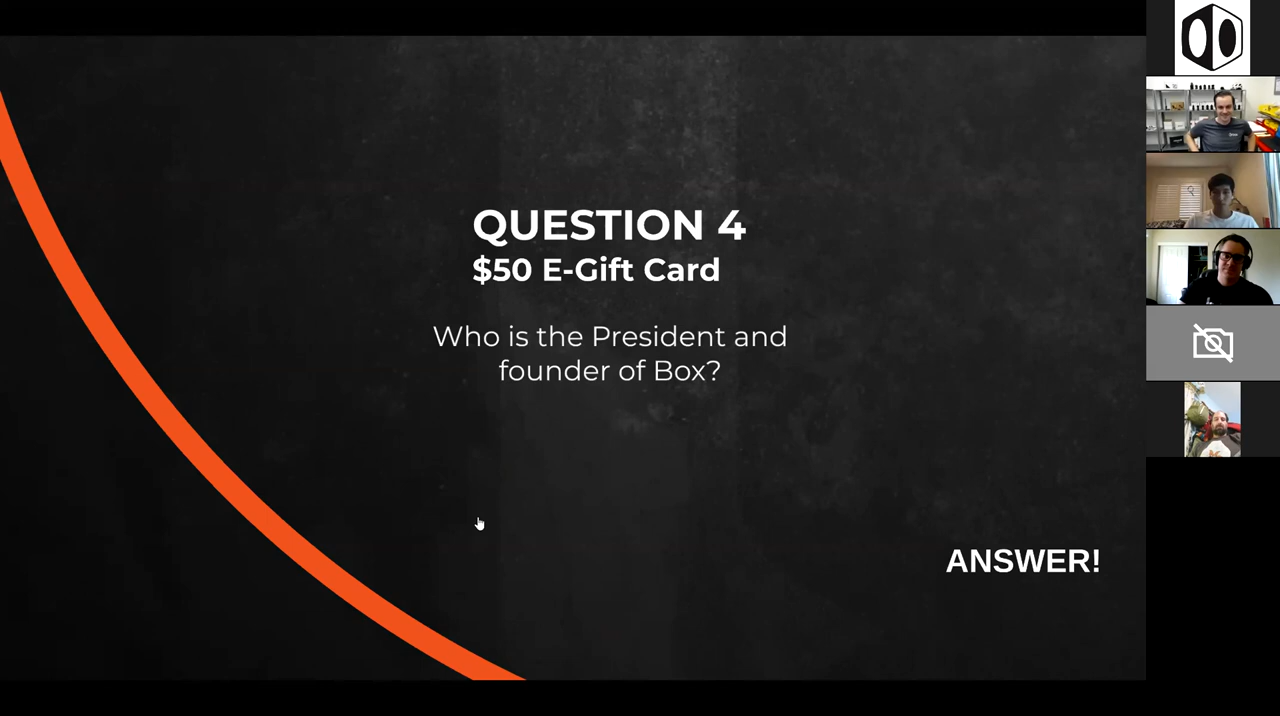 QUESTION 4
$50 E-Gift Card
Who is the President and
founder of Box?
ANSWER!